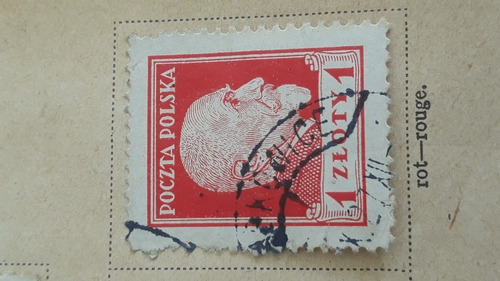 POCZTA POLSKA
1 ZŁOTY 1
rot—rouge.